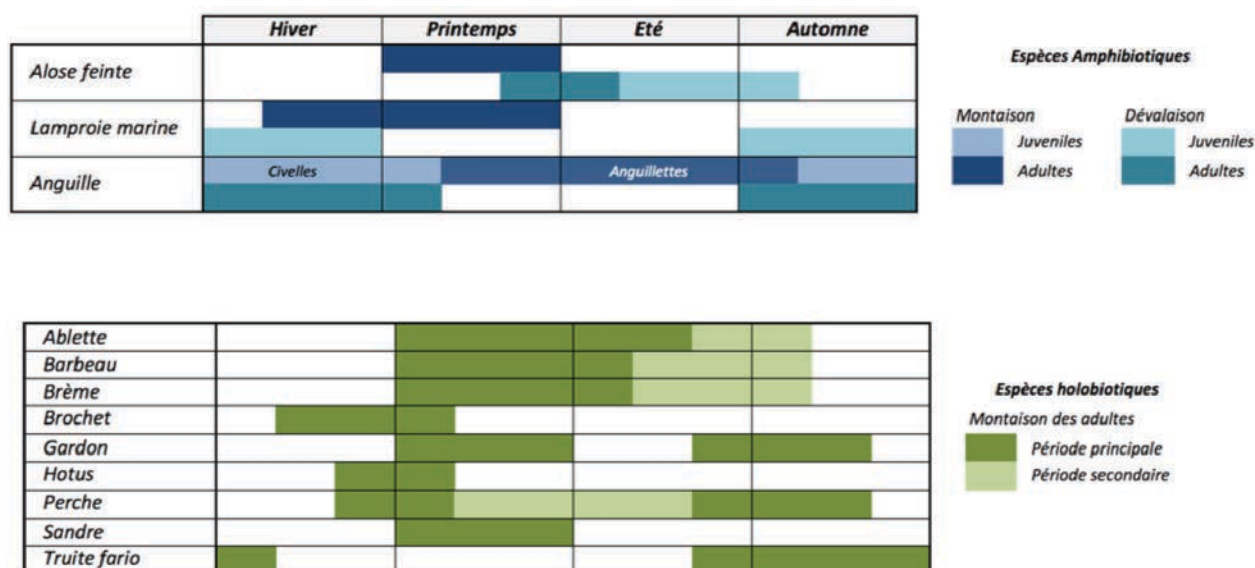 Hiver Printemps Eté Automne
Alose feinte
Lamproie marine
Anguille
Civelles Anguillettes
Espèces Amphibiotiques
Montaison Dévalaison
Juveniles Juveniles
Adultes Adultes
Ablette
Barbeau
Brème
Brochet
Gardon
Hotus
Perche
Sandre
Truite fario
Espèces holobiotiques
Montaison des adultes
Période principale
Période secondaire